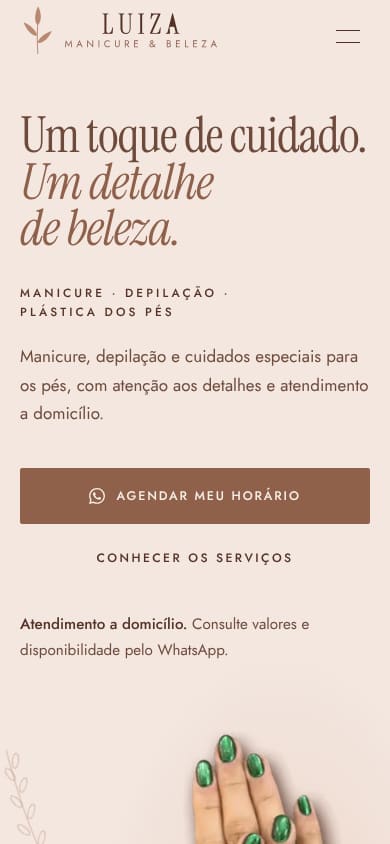 LUIZA
MANICURE & BELEZA
Um toque de cuidado.
Um detalhe
de beleza.
MANICURE · DEPILAÇÃO ·
PLÁSTICA DOS PÉS
Manicure, depilação e cuidados especiais para
os pés, com atenção aos detalhes e atendimento
a domicílio.
AGENDAR MEU HORÁRIO
CONHECER OS SERVIÇOS
Atendimento a domicílio. Consulte valores e
disponibilidade pelo WhatsApp.